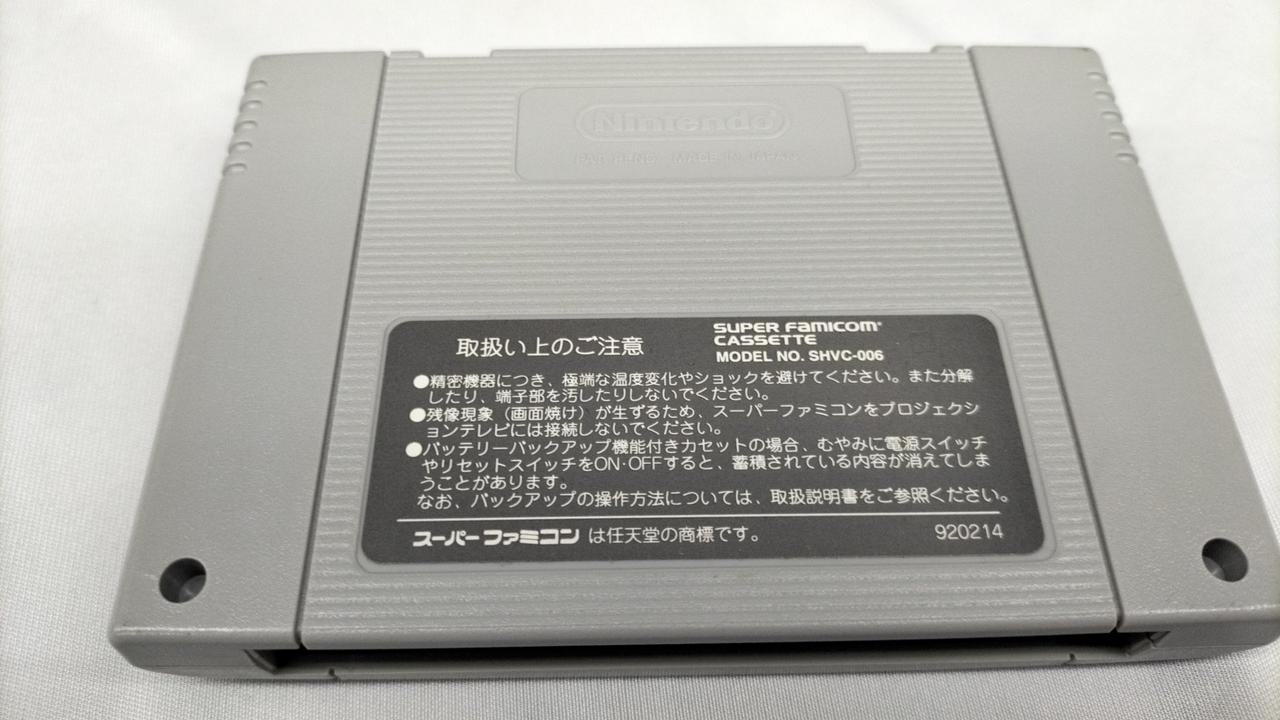 Nintendo
PAT. PEND. MADE IN JAPAN
取扱い上のご注意
SUPER FAMICOM
CASSETTE
MODEL NO. SHVC-006
●精密機器につき、極端な温度変化やショックを避けてください。また分解
したり、端子部を汚したりしないでください。
●残像現象（画面焼け）が生ずるため、スーパーファミコンをプロジェクシ
ョンテレビには接続しないでください。
●バッテリーバックアップ機能付きカセットの場合、むやみに電源スイッチ
やリセットスイッチをON·OFFすると、蓄積されている内容が消えてしま
うことがあります。
なお、バックアップの操作方法については、取扱説明書をご参照ください。
スーパーファミコンは任天堂の商標です。 920214